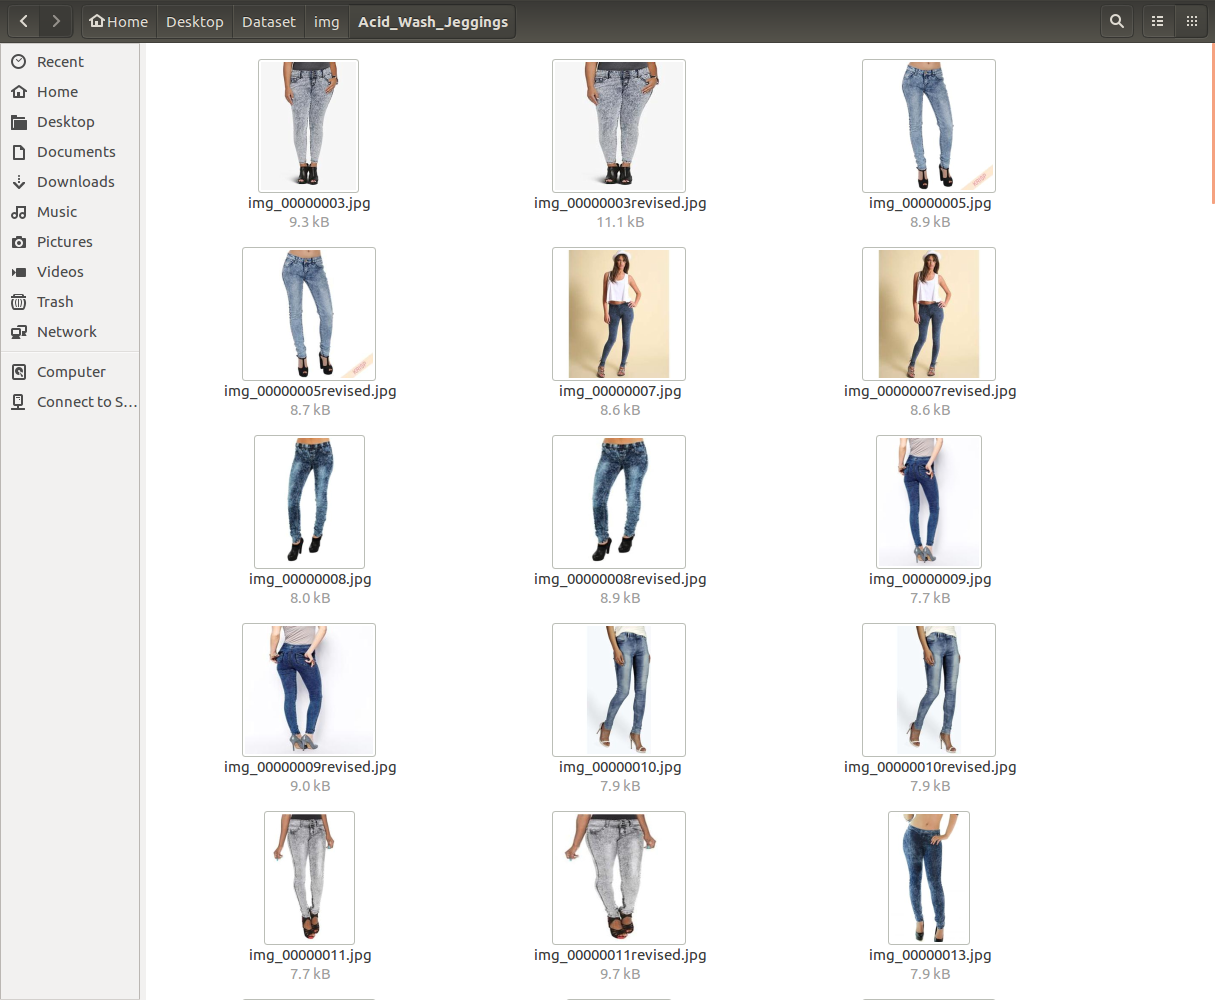 Home Desktop Dataset img Acid_Wash_Jeggings
Recent
Home
Desktop
Documents
Downloads
Music
Pictures
Videos
Trash
Network
Computer
Connect to S...
img_00000003.jpg img_00000003revised.jpg img_00000005.jpg
9.3 kB 11.1 kB 8.9 kB
img_00000005revised.jpg img_00000007.jpg img_00000007revised.jpg
8.7 kB 8.6 kB 8.6 kB
img_00000008.jpg img_00000008revised.jpg img_00000009.jpg
8.0 kB 8.9 kB 7.7 kB
img_00000009revised.jpg img_00000010.jpg img_00000010revised.jpg
9.0 kB 7.9 kB 7.9 kB
img_00000011.jpg img_00000011revised.jpg img_00000013.jpg
7.7 kB 9.7 kB 7.9 kB